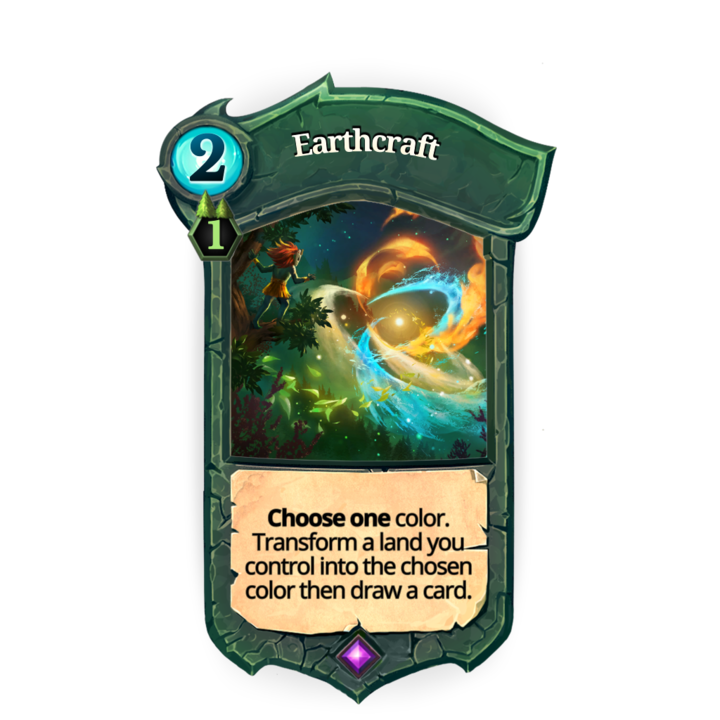 Earthcraft
2
1
Choose one color.
Transform a land you
control into the chosen
color then draw a card.